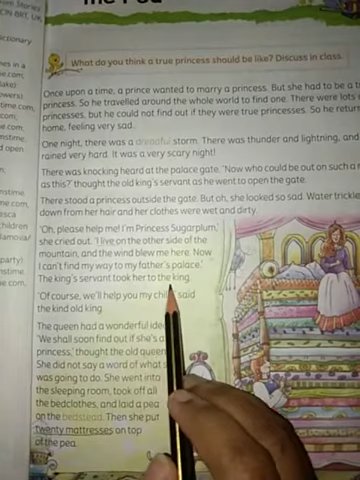 What do you think a true princess should be like? Discuss in class.
Once upon a time, a prince wanted to marry a princess. But she had to be a
princess. So he travelled around the whole world to find one. There were lots
princesses, but he could not find out if they were true princesses. So he
home, feeling very sad.
One night, there was a dreadful storm. There was thunder and lightning, and
rained very hard. It was a very scary night!
There was knocking heard at the palace gate. 'Now who could be out on such a
as this?' thought the old king's servant as he went to open the gate.
There stood a princess outside the gate. But oh, she looked so sad. Water
down from her hair and her clothes were wet and dirty.
'Oh, please help me! I'm Princess Sugarplum,'
she cried out. 'I live on the other side of the
mountain, and the wind blew me here. Now
I can't find my way to my father's palace.'
The king's servant took her to the king.
'Of course, we'll help you my said
the kind old king.
The queen had a wonderful
'We shall soon find out if she's a
princess,' thought the old queen
She did not say a word of what
was going to do. She went into
the sleeping room, took off all
the bedclothes, and laid a pea
on the bedstead. Then she put
twenty mattresses on top
of the pea.